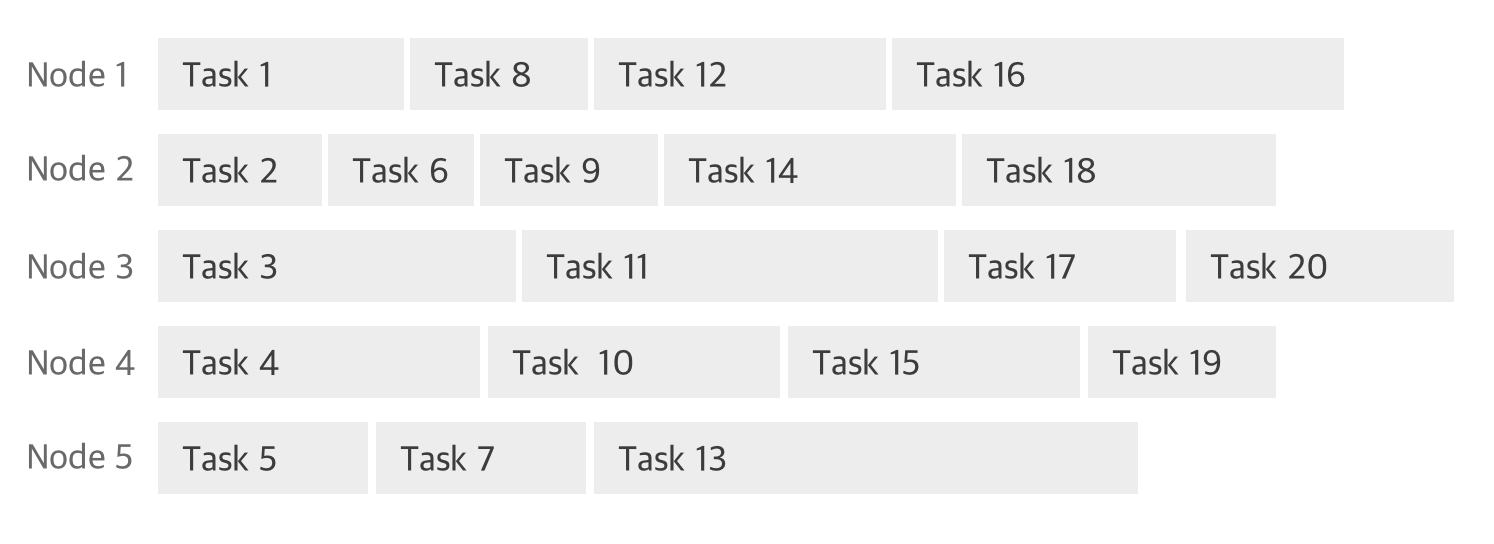 Node 1 Task 1 Task 8 Task 12 Task 16
Node 2 Task 2 Task 6 Task 9 Task 14 Task 18
Node 3 Task 3 Task 11 Task 17 Task 20
Node 4 Task 4 Task 10 Task 15 Task 19
Node 5 Task 5 Task 7 Task 13